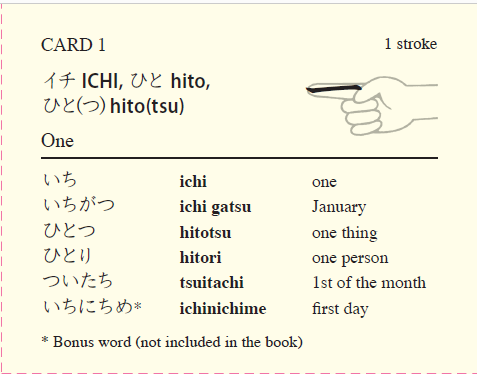 CARD 1 1 stroke
イチ ICHI, ひと hito,
ひと(つ) hito(tsu)
One
いち ichi one
いちがつ ichi gatsu January
ひとつ hitotsu one thing
ひとり hitori one person
ついたち tsuitachi 1st of the month
いちにちめ* ichinichime first day
* Bonus word (not included in the book)